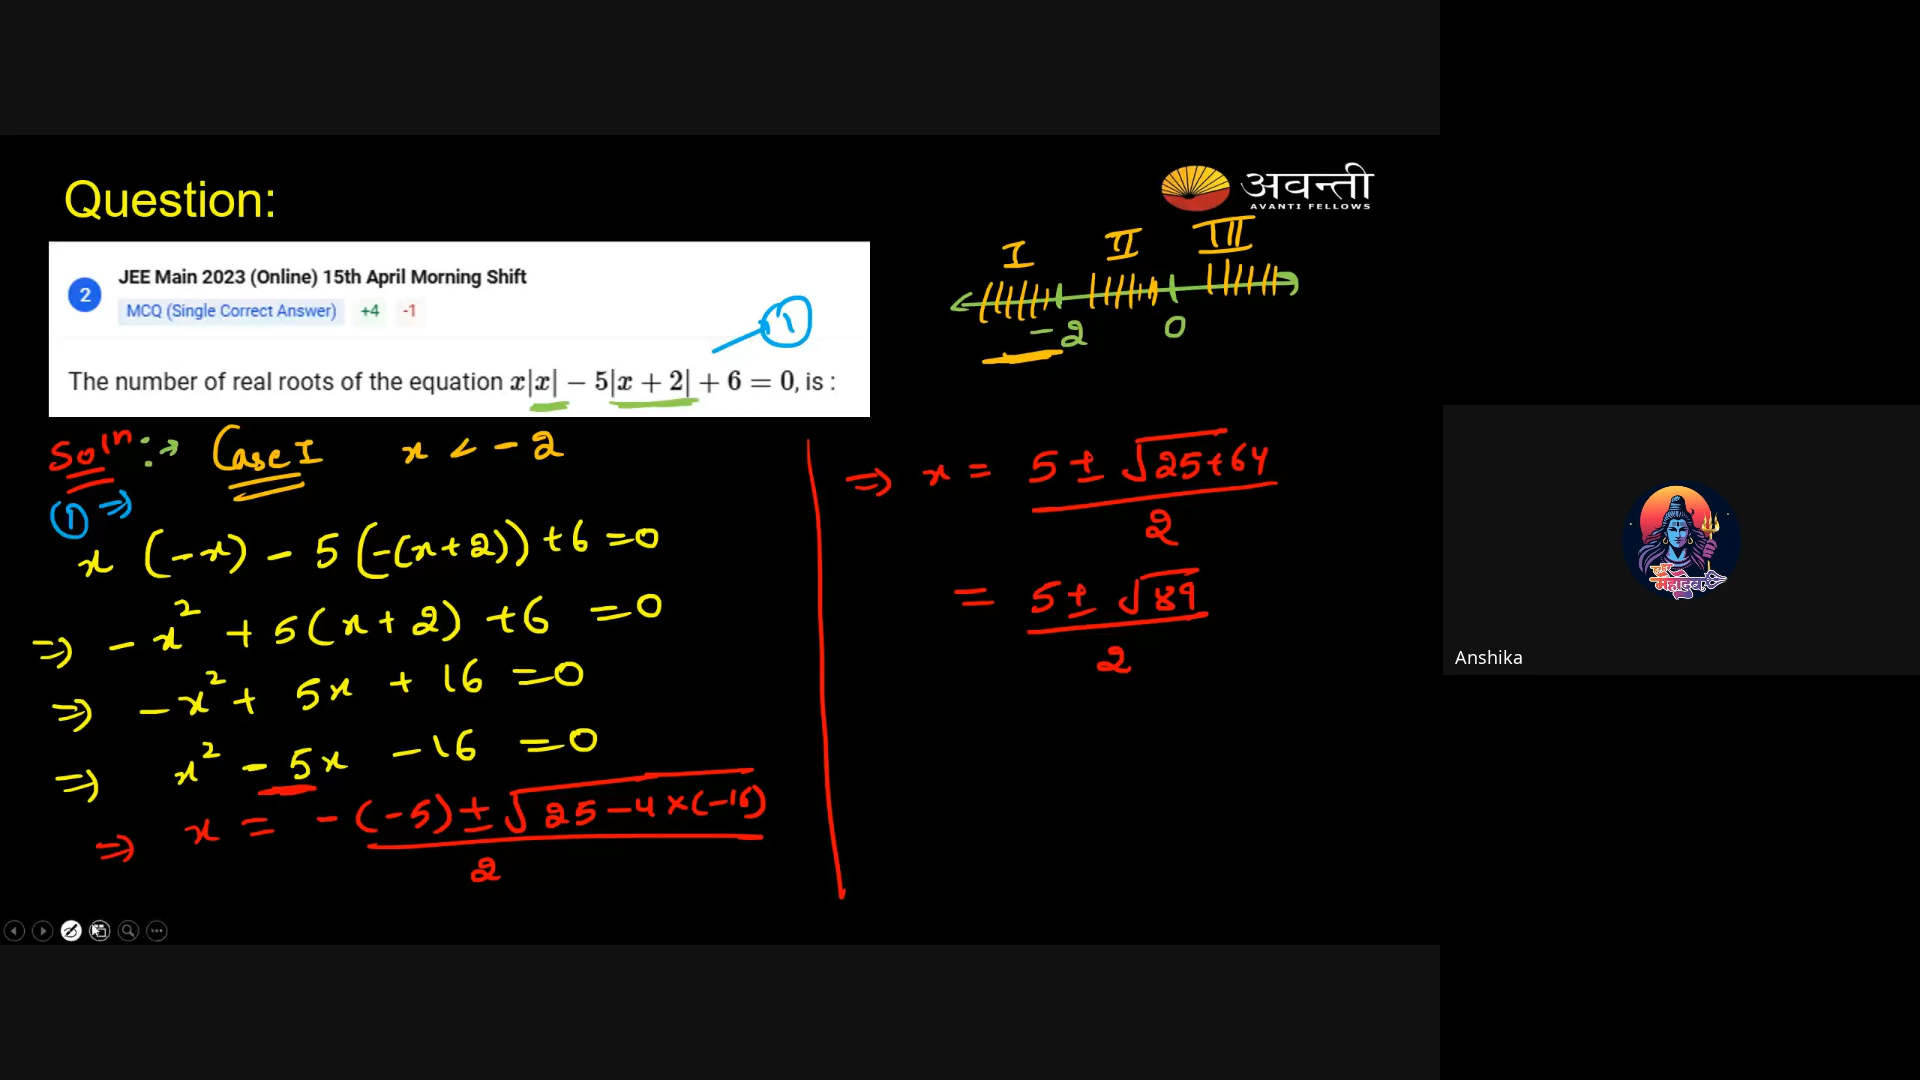 Question:
अवन्ती
AVANTI FELLOWS
2
JEE Main 2023 (Online) 15th April Morning Shift
MCQ (Single Correct Answer) +4 -1
1
The number of real roots of the equation x|x| − 5|x + 2| + 6 = 0, is :
I II III
-2 0
Soln :→ Case I x < -2
① ⇒
x (-x) - 5 (-(x+2)) + 6 = 0
⇒ -x² + 5(x+2) + 6 = 0
⇒ -x² + 5x + 16 = 0
⇒ x² - 5x - 16 = 0
⇒ x = -(-5) ± √25-4×(-16)
2
⇒ x = 5 ± √25+64
2
= 5 ± √89
2
महादेव
Anshika